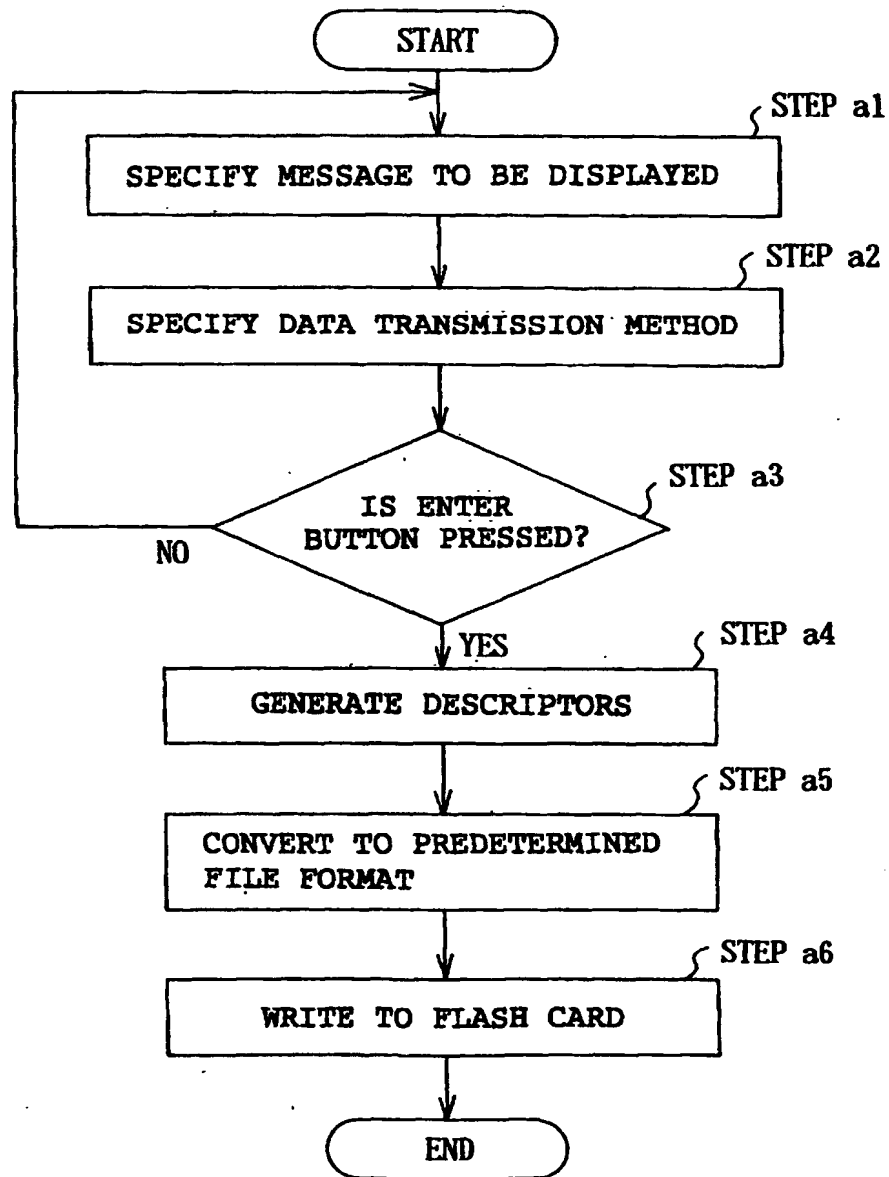 START
STEP a1
SPECIFY MESSAGE TO BE DISPLAYED
STEP a2
SPECIFY DATA TRANSMISSION METHOD
STEP a3
IS ENTER
BUTTON PRESSED?
NO
YES
STEP a4
GENERATE DESCRIPTORS
STEP a5
CONVERT TO PREDETERMINED
FILE FORMAT
STEP a6
WRITE TO FLASH CARD
END